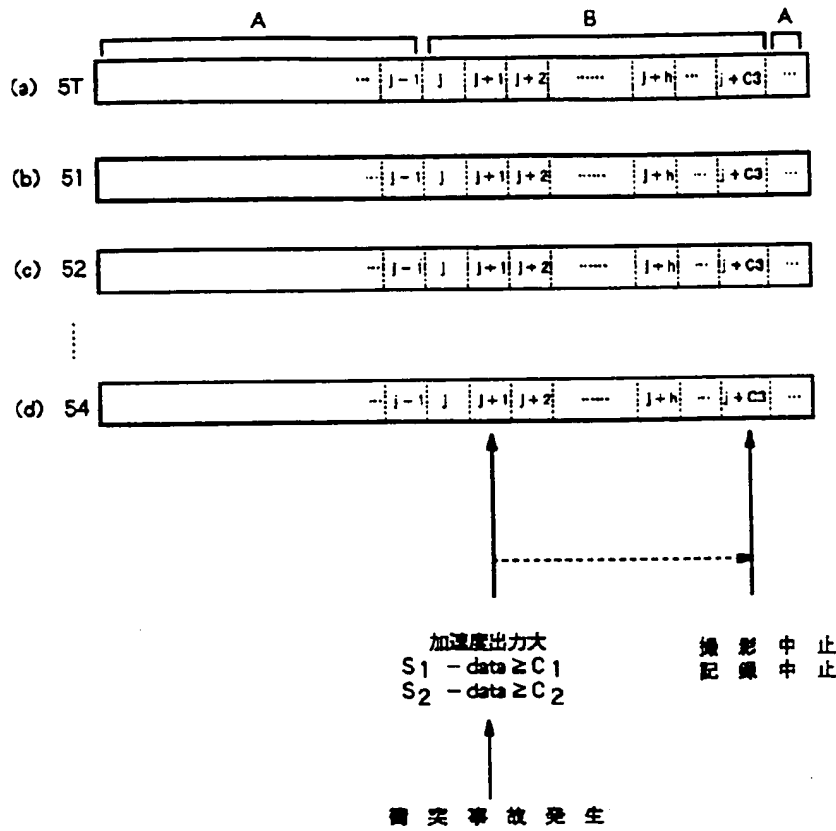 A B A
(a) 5T ... j-1 j j+1 j+2 ...... j+h ... j+C3 ...
(b) 51 ... j-1 j j+1 j+2 ...... j+h ... j+C3 ...
(c) 52 ... j-1 j j+1 j+2 ...... j+h ... j+C3 ...
(d) 54 ... j-1 j j+1 j+2 ...... j+h ... j+C3 ...
加速度出力大
S1 - data ≥ C1
S2 - data ≥ C2
撮影中止
記録中止
衝突事故発生